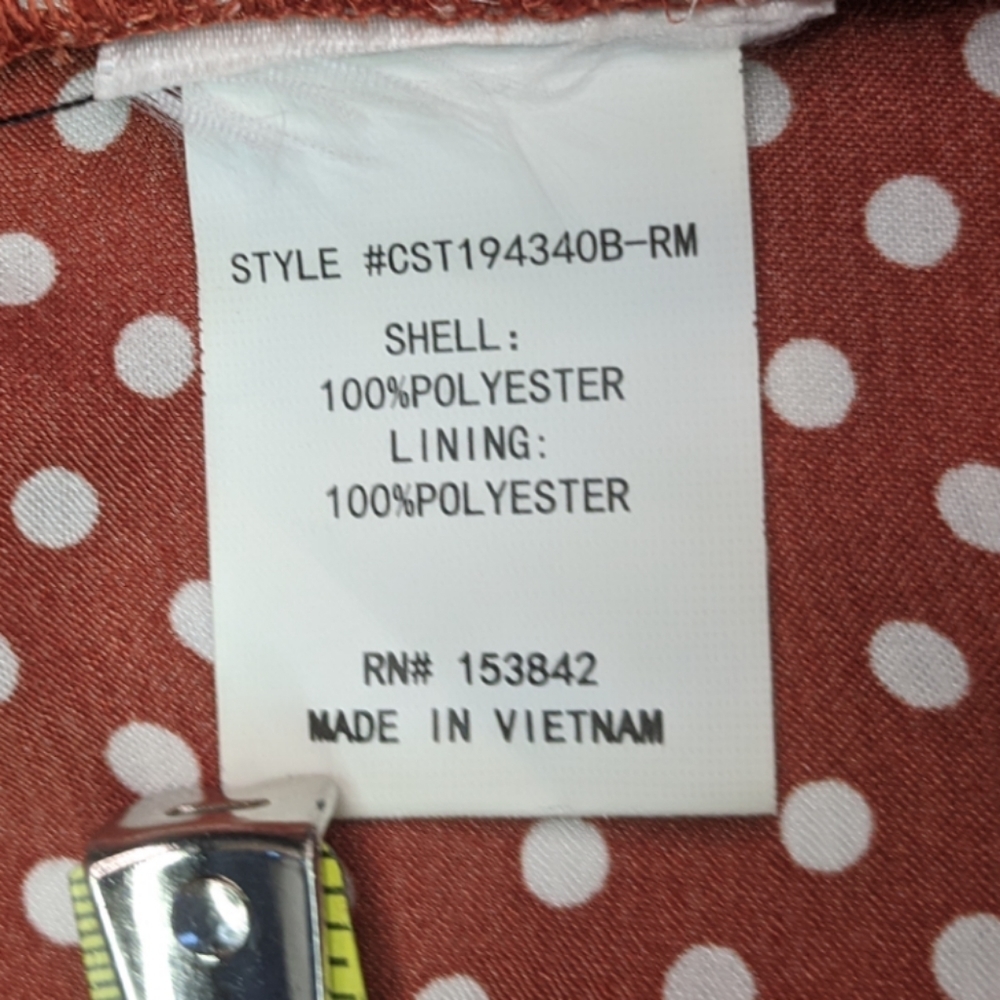 STYLE #CST194340B-RM
SHELL:
100%POLYESTER
LINING:
100%POLYESTER
RN# 153842
MADE IN VIETNAM